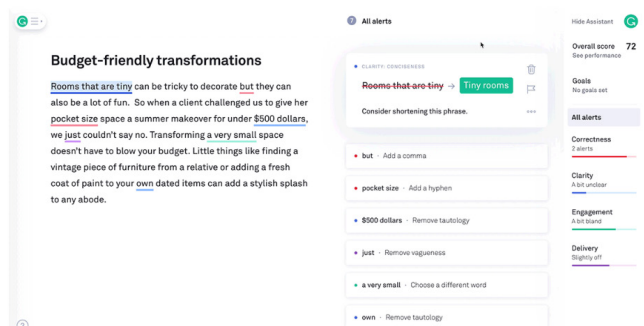 7 All alerts
Hide Assistant
Overall score 72
See performance
Goals
No goals set
All alerts
Correctness
2 alerts
Clarity
A bit unclear
Engagement
A bit bland
Delivery
Slightly off
Budget-friendly transformations
Rooms that are tiny can be tricky to decorate but they can
also be a lot of fun. So when a client challenged us to give her
pocket size space a summer makeover for under $500 dollars,
we just couldn't say no. Transforming a very small space
doesn't have to blow your budget. Little things like finding a
vintage piece of furniture from a relative or adding a fresh
coat of paint to your own dated items can add a stylish splash
to any abode.
CLARITY: CONCISENESS
Rooms that are tiny → Tiny rooms
Consider shortening this phrase.
but · Add a comma
pocket size · Add a hyphen
$500 dollars · Remove tautology
just · Remove vagueness
a very small · Choose a different word
own · Remove tautology